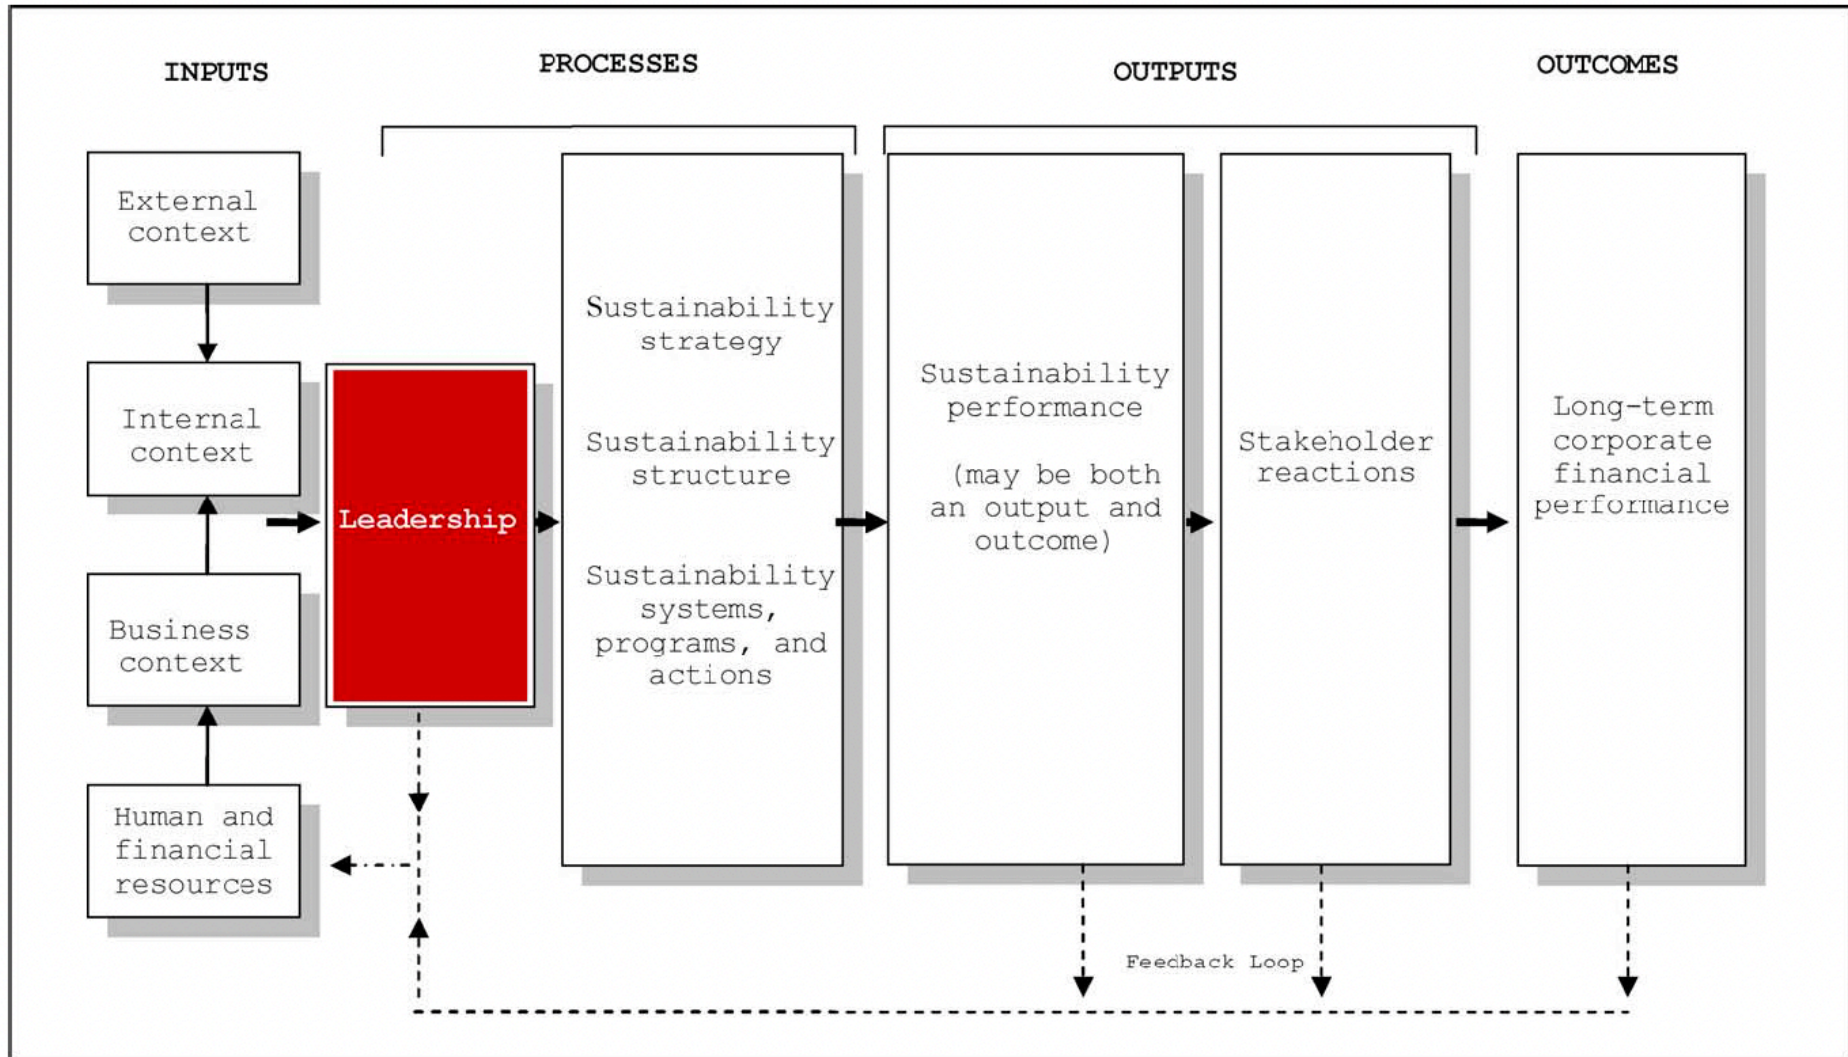 INPUTS
PROCESSES
OUTPUTS
OUTCOMES
External
context
Internal
context
Business
context
Human and
financial
resources
Leadership
Sustainability
strategy
Sustainability
structure
Sustainability
systems,
programs, and
actions
Sustainability
performance
(may be both
an output and
outcome)
Stakeholder
reactions
Long-term
corporate
financial
performance
Feedback Loop